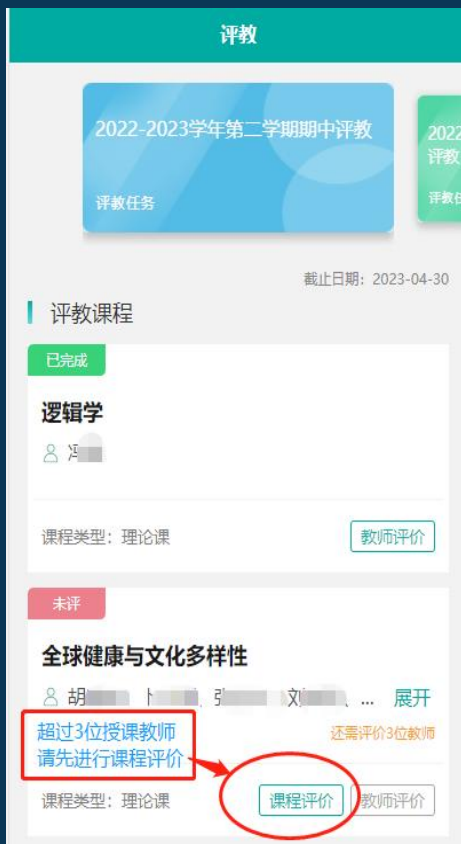 评教
2022-2023学年第二学期期中评教
2022
评教
评教任务
评教任
截止日期：2023-04-30
评教课程
已完成
逻辑学
冯
课程类型：理论课
教师评价
未评
全球健康与文化多样性
胡 张 刘 、... 展开
超过3位授课教师
还需评价3位教师
请先进行课程评价
课程类型：理论课
课程评价
教师评价